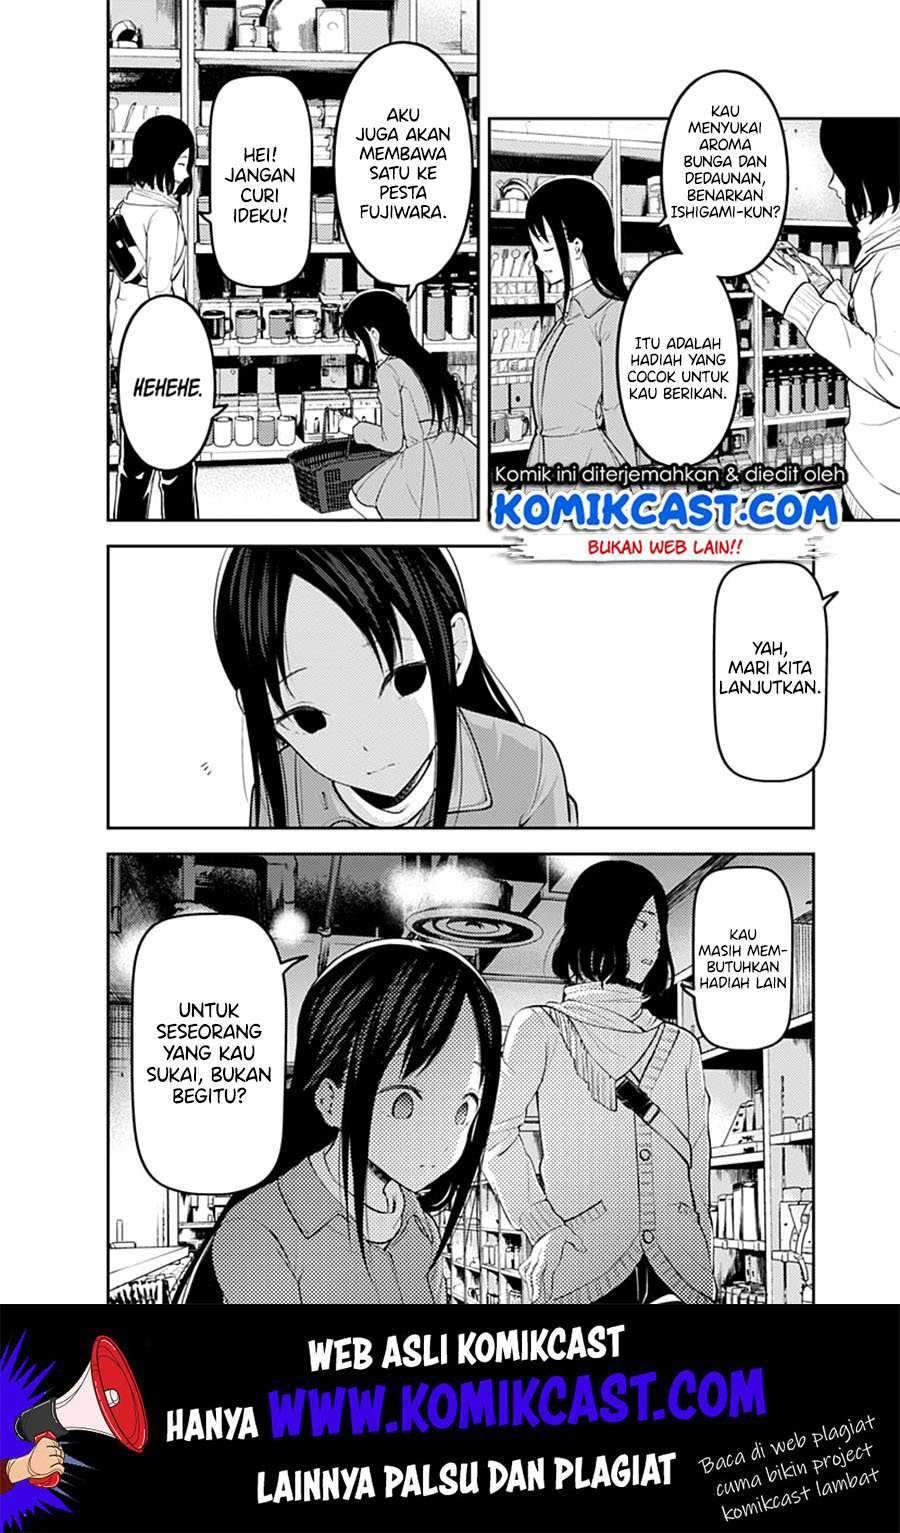 KAU
MENYUKAI
AROMA
BUNGA DAN
DEDAUNAN,
BENARKAN
ISHIGAMI-KUN?
ITU ADALAH
HADIAH YANG
COCOK UNTUK
KAU BERIKAN.
AKU
JUGA AKAN
MEMBAWA
SATU KE
PESTA
FUJIWARA.
HEI!
JANGAN
CURI
IDEKU!
HEHEHE.
Komik ini diterjemahkan & diedit oleh
KOMIKCAST.COM
BUKAN WEB LAIN!!
YAH,
MARI KITA
LANJUTKAN.
KAU
MASIH MEM-
BUTUHKAN
HADIAH LAIN
UNTUK
SESEORANG
YANG KAU
SUKAI, BUKAN
BEGITU?
WEB ASLI KOMIKCAST
HANYA WWW.KOMIKCAST.COM
LAINNYA PALSU DAN PLAGIAT
Baca di web plagiat
cuma bikin project
komikcast lambat